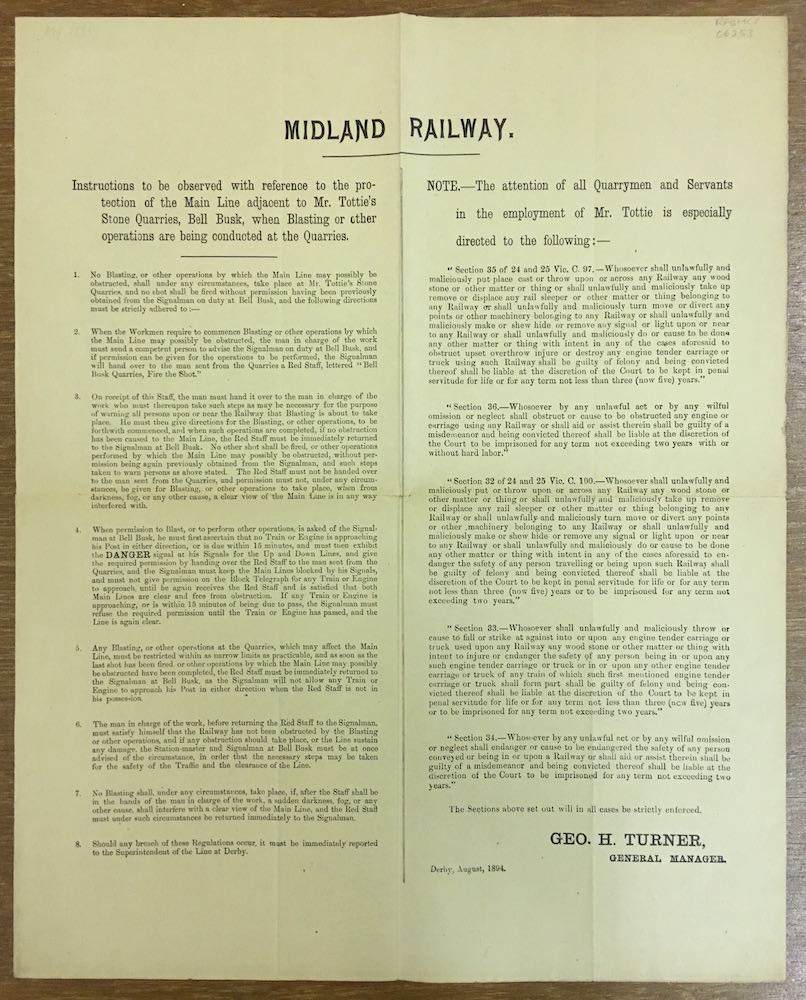 MIDLAND RAILWAY.
Instructions to be observed with reference to the pro-
tection of the Main Line adjacent to Mr. Tottie's
Stone Quarries, Bell Busk, when Blasting or other
operations are being conducted at the Quarries.
1. No Blasting, or other operations by which the Main Line may possibly be
obstructed, shall under any circumstances, take place at Mr. Tottie's Stone
Quarries, and no shot shall be fired without permission having been previously
obtained from the Signalman on duty at Bell Busk, and the following directions
must be strictly adhered to :—
2. When the Workmen require to commence Blasting or other operations by which
the Main Line may possibly be obstructed, the man in charge of the work
must send a competent person to advise the Signalman on duty at Bell Busk, and
if permission can be given for the operations to be performed, the Signalman
will hand over to the man sent from the Quarries a Red Staff, lettered "Bell
Busk Quarries, Fire the Shot."
3. On receipt of this Staff, the man must hand it over to the man in charge of the
work who must thereupon take such steps as may be necessary for the purpose
of warning all persons upon or near the Railway that Blasting is about to take
place. He must then give directions for the Blasting, or other operations, to be
forthwith commenced, and when such operations are completed, if no obstruction
has been caused to the Main Line, the Red Staff must be immediately returned
to the Signalman at Bell Busk. No other shot shall be fired, or other operations
performed by which the Main Line may possibly be obstructed, without per-
mission being again previously obtained from the Signalman, and such steps
taken to warn persons as above stated. The Red Staff must not be handed over
to the man sent from the Quarries, and permission must not, under any circum-
stances, be given for Blasting, or other operations to take place, when from
darkness, fog, or any other cause, a clear view of the Main Line is in any way
interfered with.
4. When permission to Blast, or to perform other operations, is asked of the Signal-
man at Bell Busk, he must first ascertain that no Train or Engine is approaching
his Post in either direction, or is due within 15 minutes, and must then exhibit
the DANGER signal at his Signals for the Up and Down Lines, and give
the required permission by handing over the Red Staff to the man sent from the
Quarries, and the Signalman must keep the Main Lines blocked by his Signals,
and must not give permission on the Block Telegraph for any Train or Engine
to approach, until he again receives the Red Staff and is satisfied that both
Main Lines are clear and free from obstruction. If any Train or Engine is
approaching, or is within 15 minutes of being due to pass, the Signalman must
refuse the required permission until the Train or Engine has passed, and the
Line is again clear.
5. Any Blasting, or other operations at the Quarries, which may affect the Main
Line, must be restricted within as narrow limits as practicable, and as soon as the
last shot has been fired, or other operations by which the Main Line may possibly
be obstructed have been completed, the Red Staff must be immediately returned to
the Signalman at Bell Busk, as the Signalman will not allow any Train or
Engine to approach his Post in either direction when the Red Staff is not in
his possession.
6. The man in charge of the work, before returning the Red Staff to the Signalman,
must satisfy himself that the Railway has not been obstructed by the Blasting
or other operations, and if any obstruction should take place, or the Line sustain
any damage, the Station-master and Signalman at Bell Busk must be at once
advised of the circumstance, in order that the necessary steps may be taken
for the safety of the Traffic and the clearance of the Line.
7. No Blasting shall, under any circumstances, take place, if, after the Staff shall be
in the hands of the man in charge of the work, a sudden darkness, fog, or any
other cause, shall interfere with a clear view of the Main Line, and the Red Staff
must under such circumstances be returned immediately to the Signalman.
8. Should any breach of these Regulations occur, it must be immediately reported
to the Superintendent of the Line at Derby.
NOTE.—The attention of all Quarrymen and Servants
in the employment of Mr. Tottie is especially
directed to the following:—
"Section 35 of 24 and 25 Vic. C. 97.—Whosoever shall unlawfully and
maliciously put place cast or throw upon or across any Railway any wood
stone or other matter or thing or shall unlawfully and maliciously take up
remove or displace any rail sleeper or other matter or thing belonging to
any Railway or shall unlawfully and maliciously turn move or divert any
points or other machinery belonging to any Railway or shall unlawfully and
maliciously make or shew hide or remove any signal or light upon or near
to any Railway or shall unlawfully and maliciously do or cause to be done
any other matter or thing with intent in any of the cases aforesaid to
obstruct upset overthrow injure or destroy any engine tender carriage or
truck using such Railway shall be guilty of felony and being convicted
thereof shall be liable at the discretion of the Court to be kept in penal
servitude for life or for any term not less than three (now five) years."
"Section 36.—Whosoever by any unlawful act or by any wilful
omission or neglect shall obstruct or cause to be obstructed any engine or
carriage using any Railway or shall aid or assist therein shall be guilty of a
misdemeanor and being convicted thereof shall be liable at the discretion of
the Court to be imprisoned for any term not exceeding two years with or
without hard labor."
"Section 32 of 24 and 25 Vic. C. 100.—Whosoever shall unlawfully and
maliciously put or throw upon or across any Railway any wood stone or
other matter or thing or shall unlawfully and maliciously take up remove
or displace any rail sleeper or other matter or thing belonging to any
Railway or shall unlawfully and maliciously turn move or divert any points
or other machinery belonging to any Railway or shall unlawfully and
maliciously make or shew hide or remove any signal or light upon or near
to any Railway or shall unlawfully and maliciously do or cause to be done
any other matter or thing with intent in any of the cases aforesaid to en-
danger the safety of any person travelling or being upon such Railway shall
be guilty of felony and being convicted thereof shall be liable at the
discretion of the Court to be kept in penal servitude for life or for any term
not less than three (now five) years or to be imprisoned for any term not
exceeding two years."
"Section 33.—Whosoever shall unlawfully and maliciously throw or
cause to fall or strike at against into or upon any engine tender carriage or
truck used upon any Railway any wood stone or other matter or thing with
intent to injure or endanger the safety of any person being in or upon any
such engine tender carriage or truck or in or upon any other engine tender
carriage or truck of any train of which such first mentioned engine tender
carriage or truck shall form part shall be guilty of felony and being con-
victed thereof shall be liable at the discretion of the Court to be kept in
penal servitude for life or for any term not less than three (now five) years
or to be imprisoned for any term not exceeding two years."
"Section 34.—Whosoever by any unlawful act or by any wilful omission
or neglect shall endanger or cause to be endangered the safety of any person
conveyed or being in or upon a Railway or shall aid or assist therein shall be
guilty of a misdemeanor and being convicted thereof shall be liable at the
discretion of the Court to be imprisoned for any term not exceeding two
years."
The Sections above set out will in all cases be strictly enforced.
GEO. H. TURNER,
GENERAL MANAGER.
Derby, August, 1894.